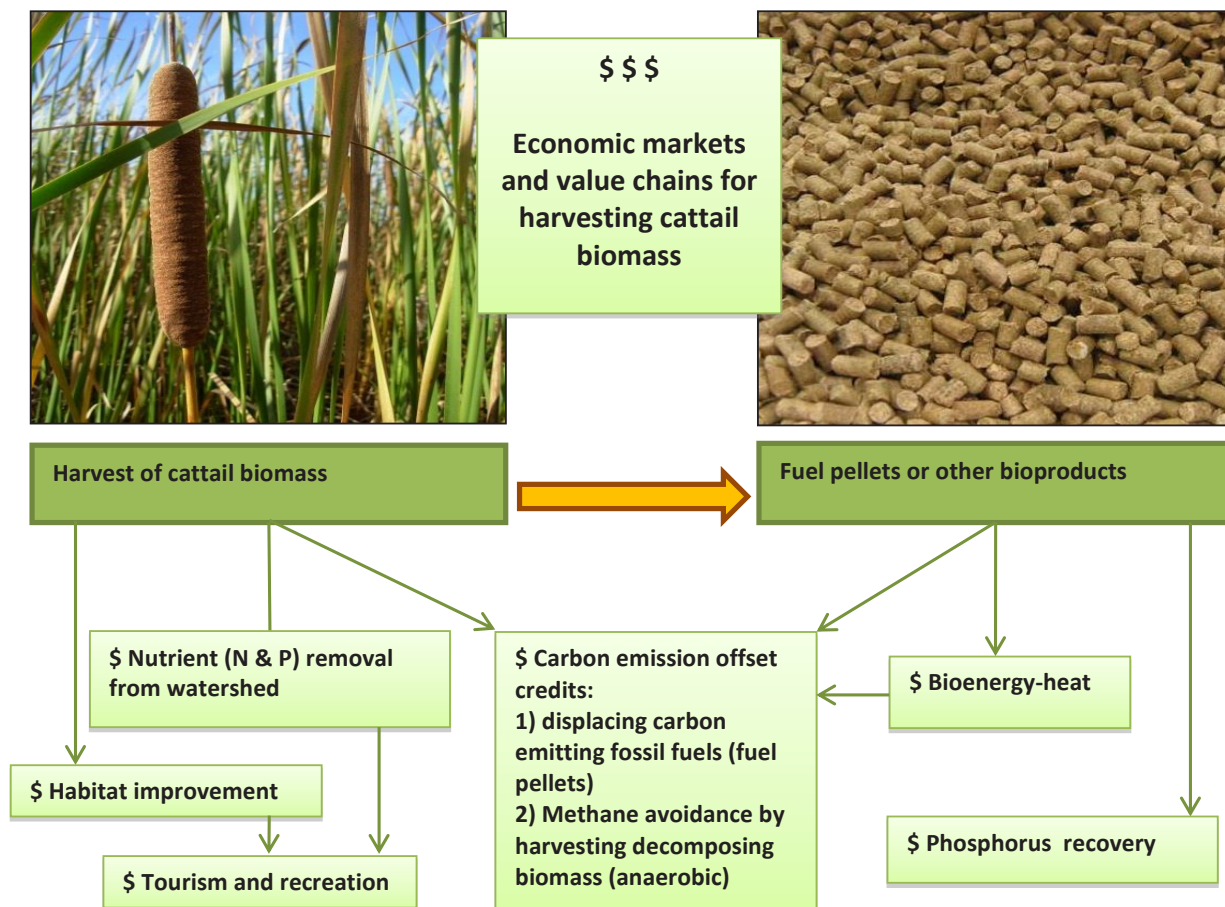 $ $ $
Economic markets
and value chains for
harvesting cattail
biomass
Harvest of cattail biomass
Fuel pellets or other bioproducts
$ Nutrient (N & P) removal
from watershed
$ Habitat improvement
$ Tourism and recreation
$ Carbon emission offset
credits:
1) displacing carbon
emitting fossil fuels (fuel
pellets)
2) Methane avoidance by
harvesting decomposing
biomass (anaerobic)
$ Bioenergy-heat
$ Phosphorus recovery